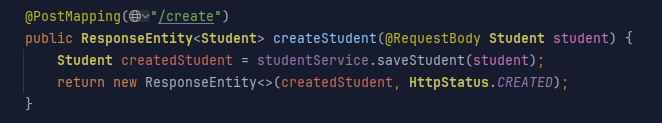 @PostMapping("/create")
public ResponseEntity<Student> createStudent(@RequestBody Student student) {
    Student createdStudent = studentService.saveStudent(student);
    return new ResponseEntity<>(createdStudent, HttpStatus.CREATED);
}